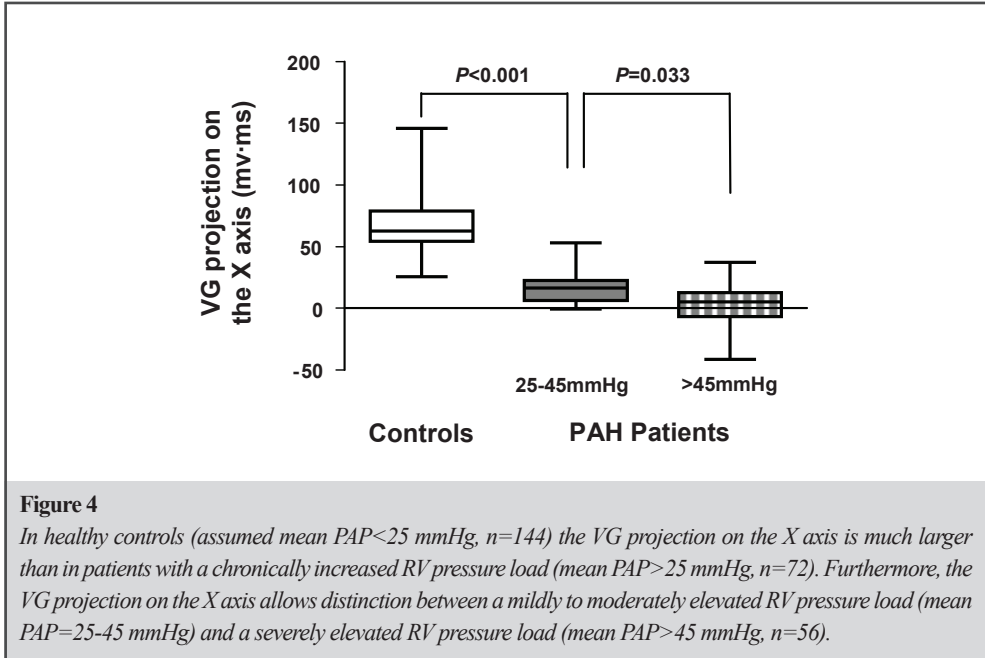 200
P<0.001
P=0.033
150
100
50
0
-50
VG projection on
the X axis (mv·ms)
25-45mmHg
>45mmHg
Controls
PAH Patients
Figure 4
In healthy controls (assumed mean PAP<25 mmHg, n=144) the VG projection on the X axis is much larger
than in patients with a chronically increased RV pressure load (mean PAP>25 mmHg, n=72). Furthermore, the
VG projection on the X axis allows distinction between a mildly to moderately elevated RV pressure load (mean
PAP=25-45 mmHg) and a severely elevated RV pressure load (mean PAP>45 mmHg, n=56).